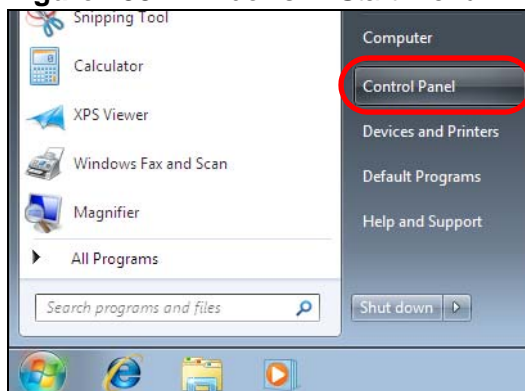 Snipping Tool
Calculator
XPS Viewer
Windows Fax and Scan
Magnifier
All Programs
Search programs and files
Computer
Control Panel
Devices and Printers
Default Programs
Help and Support
Shut down